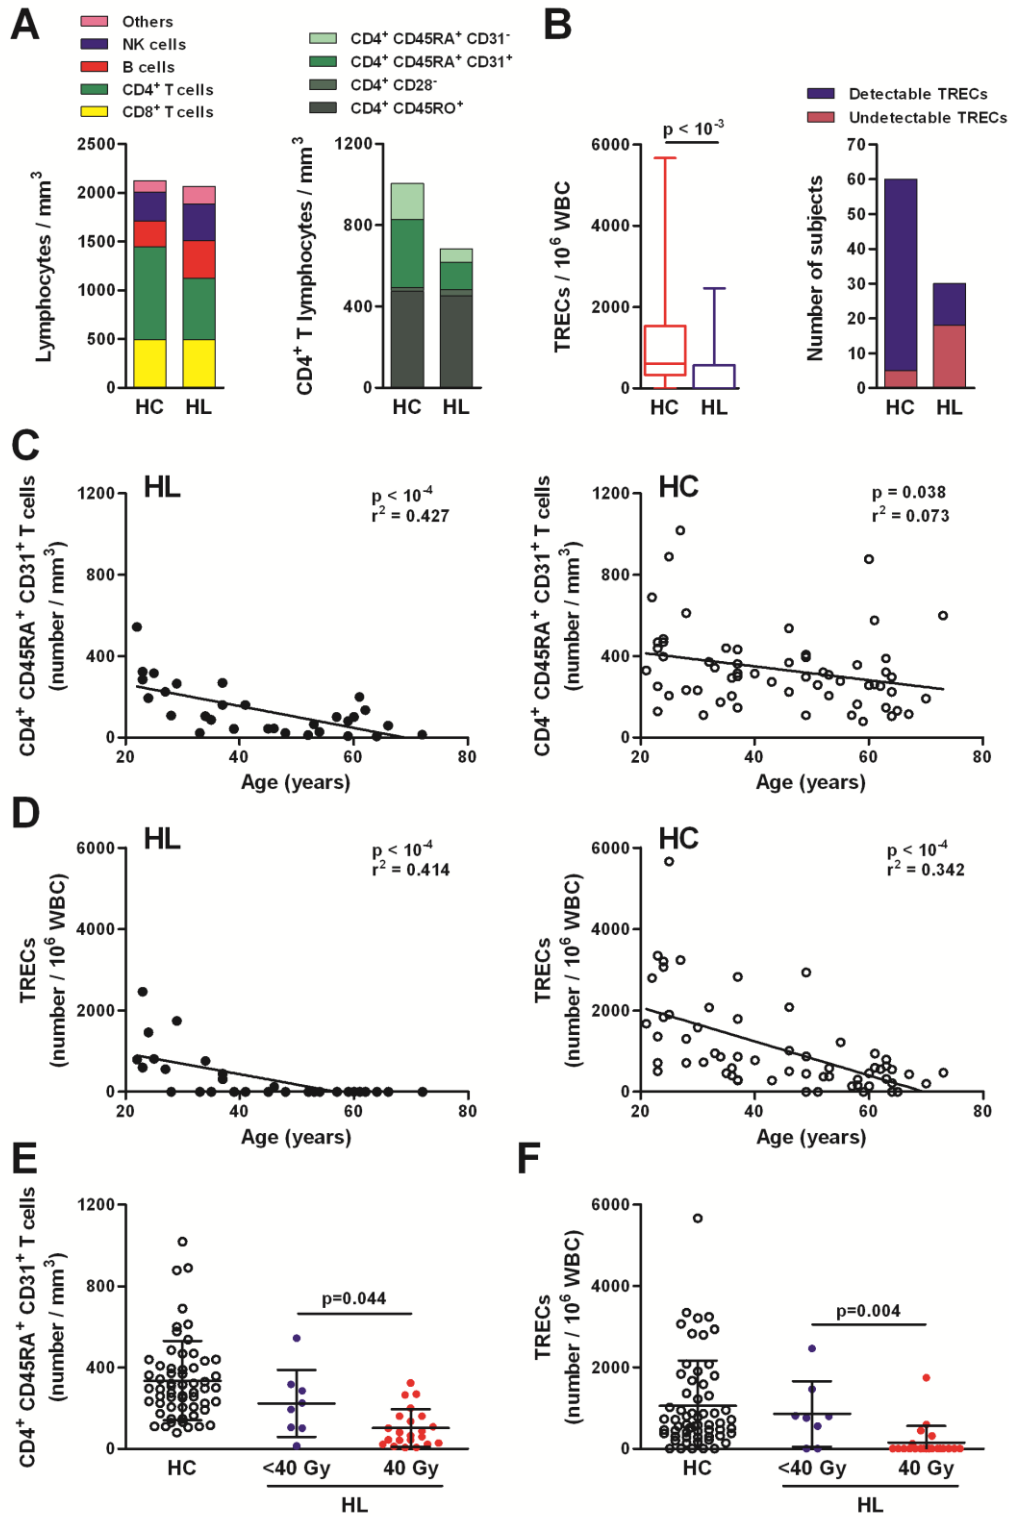 A
Others
NK cells
B cells
CD4⁺ T cells
CD8⁺ T cells
CD4⁺ CD45RA⁺ CD31⁻
CD4⁺ CD45RA⁺ CD31⁺
CD4⁺ CD28⁻
CD4⁺ CD45RO⁺
Lymphocytes / mm³
2500
2000
1500
1000
500
0
HC HL
CD4⁺ T lymphocytes / mm³
1200
800
400
0
HC HL
B
Detectable TRECs
Undetectable TRECs
p < 10⁻³
TRECs / 10⁶ WBC
6000
4000
2000
0
HC HL
Number of subjects
70
60
50
40
30
20
10
0
HC HL
C
HL
p < 10⁻⁴
r² = 0.427
CD4⁺ CD45RA⁺ CD31⁺ T cells
(number / mm³)
1200
800
400
0
20 40 60 80
Age (years)
HC
p = 0.038
r² = 0.073
CD4⁺ CD45RA⁺ CD31⁺ T cells
(number / mm³)
1200
800
400
0
20 40 60 80
Age (years)
D
HL
p < 10⁻⁴
r² = 0.414
TRECs
(number / 10⁶ WBC)
6000
4000
2000
0
20 40 60 80
Age (years)
HC
p < 10⁻⁴
r² = 0.342
TRECs
(number / 10⁶ WBC)
6000
4000
2000
0
20 40 60 80
Age (years)
E
CD4⁺ CD45RA⁺ CD31⁺ T cells
(number / mm³)
1200
800
400
0
p=0.044
HC <40 Gy 40 Gy
HL
F
TRECs
(number / 10⁶ WBC)
6000
4000
2000
0
p=0.004
HC <40 Gy 40 Gy
HL